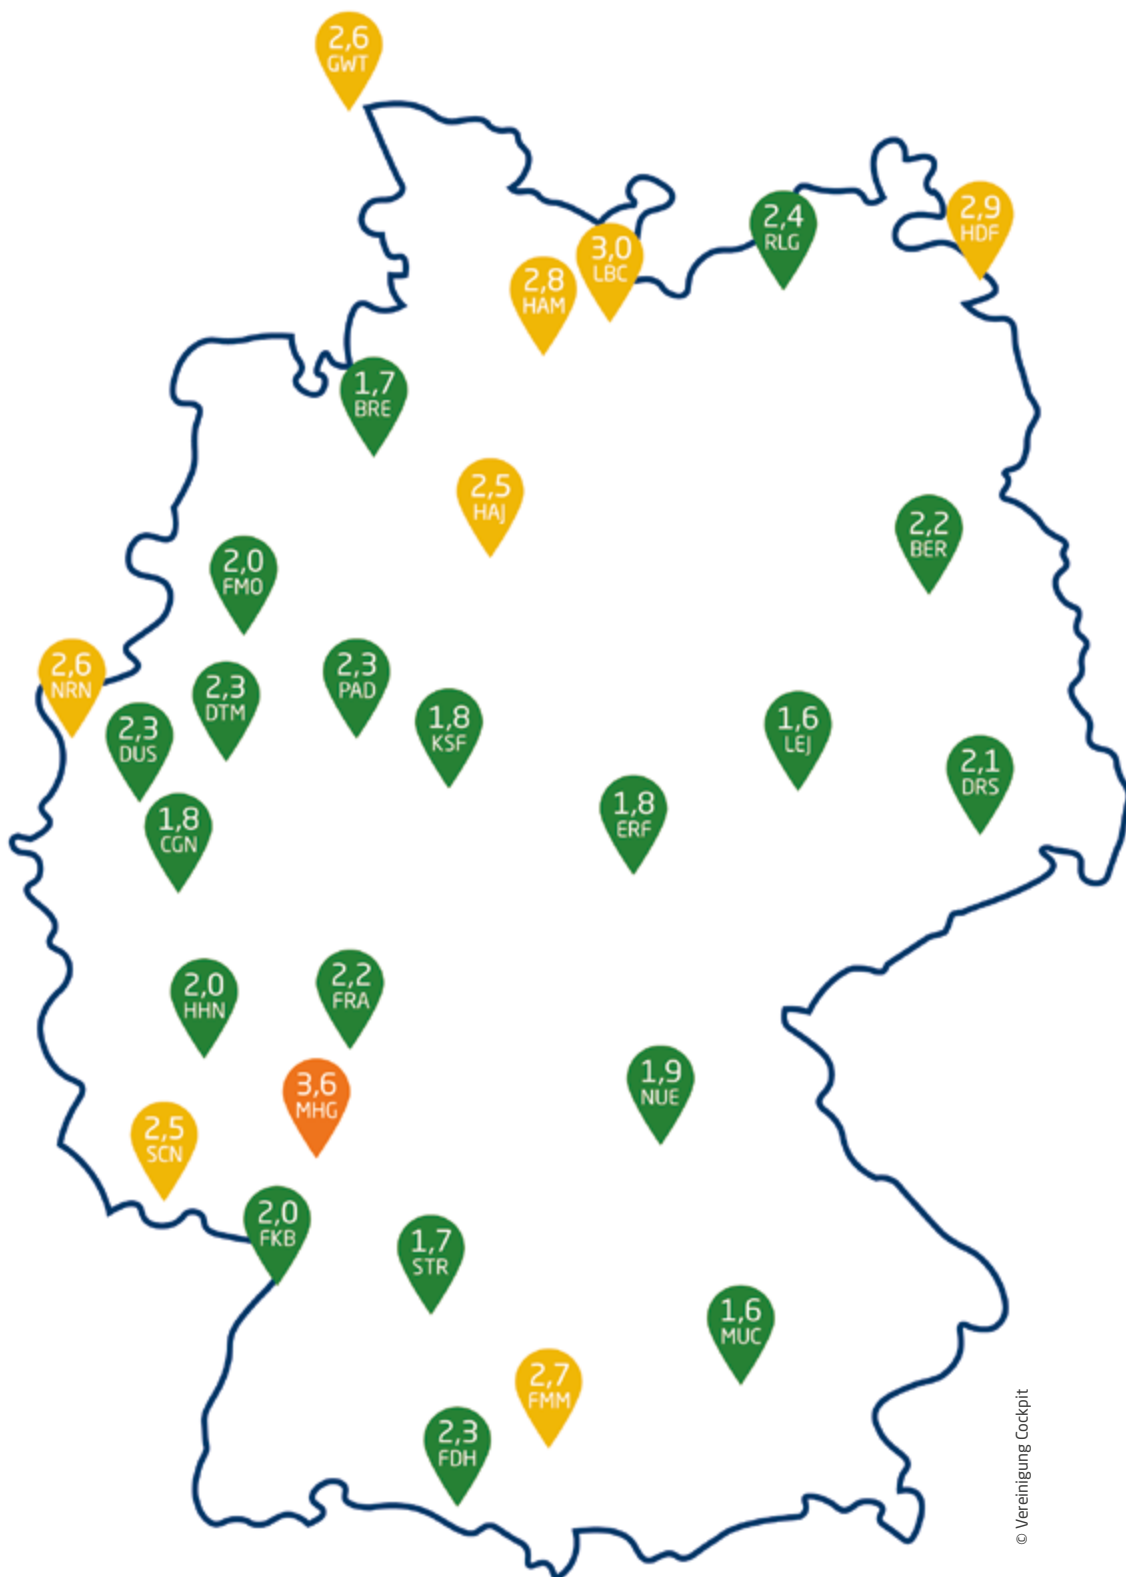 2,6
GWT
2,4
RLG
2,9
HDF
3,0
LBC
2,8
HAM
1,7
BRE
2,5
HAJ
2,2
BER
2,0
FMO
2,6
NRN
2,3
DTM
2,3
PAD
2,3
DUS
1,8
KSF
1,6
LEJ
2,1
DRS
1,8
CGN
1,8
ERF
2,0
HHN
2,2
FRA
3,6
MHG
1,9
NUE
2,5
SCN
2,0
FKB
1,7
STR
1,6
MUC
2,7
FMM
2,3
FDH
© Vereinigung Cockpit